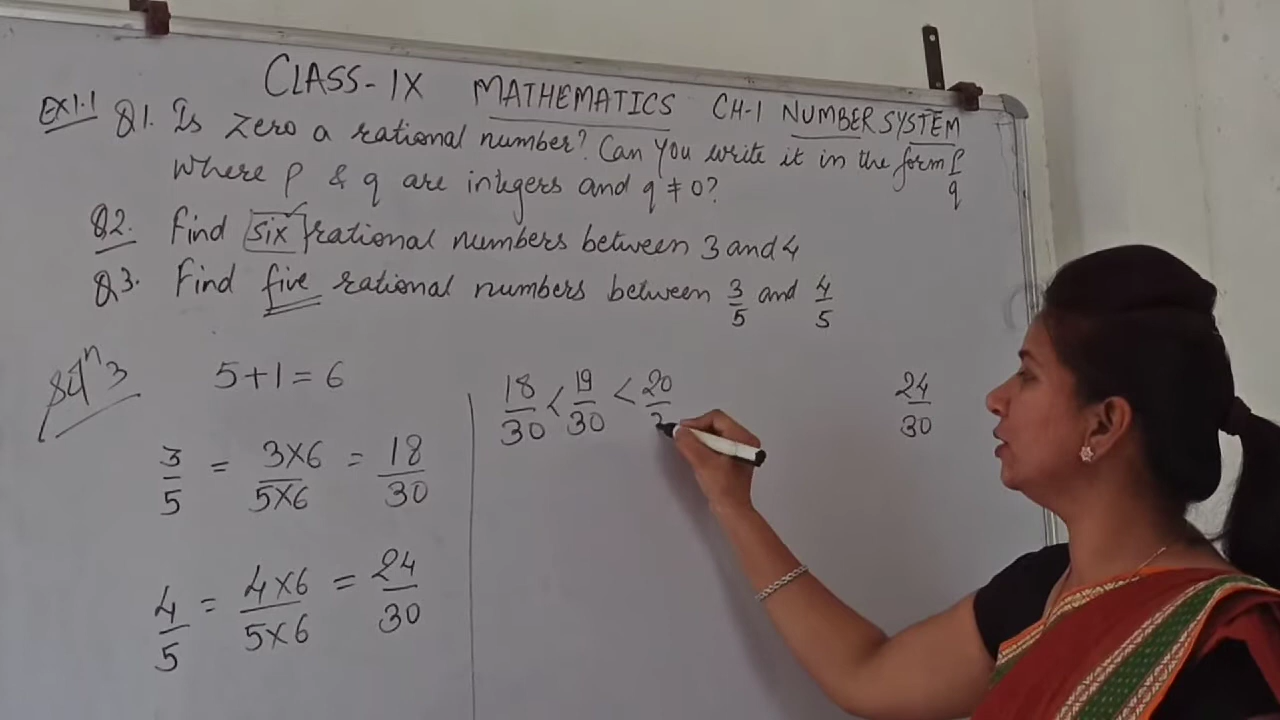 CLASS-IX MATHEMATICS CH-1 NUMBER SYSTEM
EX1.1 Q1. Is zero a rational number? Can you write it in the form p/q
where p & q are integers and q ≠ 0?
Q2. Find six rational numbers between 3 and 4
Q3. Find five rational numbers between 3/5 and 4/5
Solⁿ 3
5+1=6
3/5 = 3×6/5×6 = 18/30
4/5 = 4×6/5×6 = 24/30
18/30 < 19/30 < 20/3 24/30